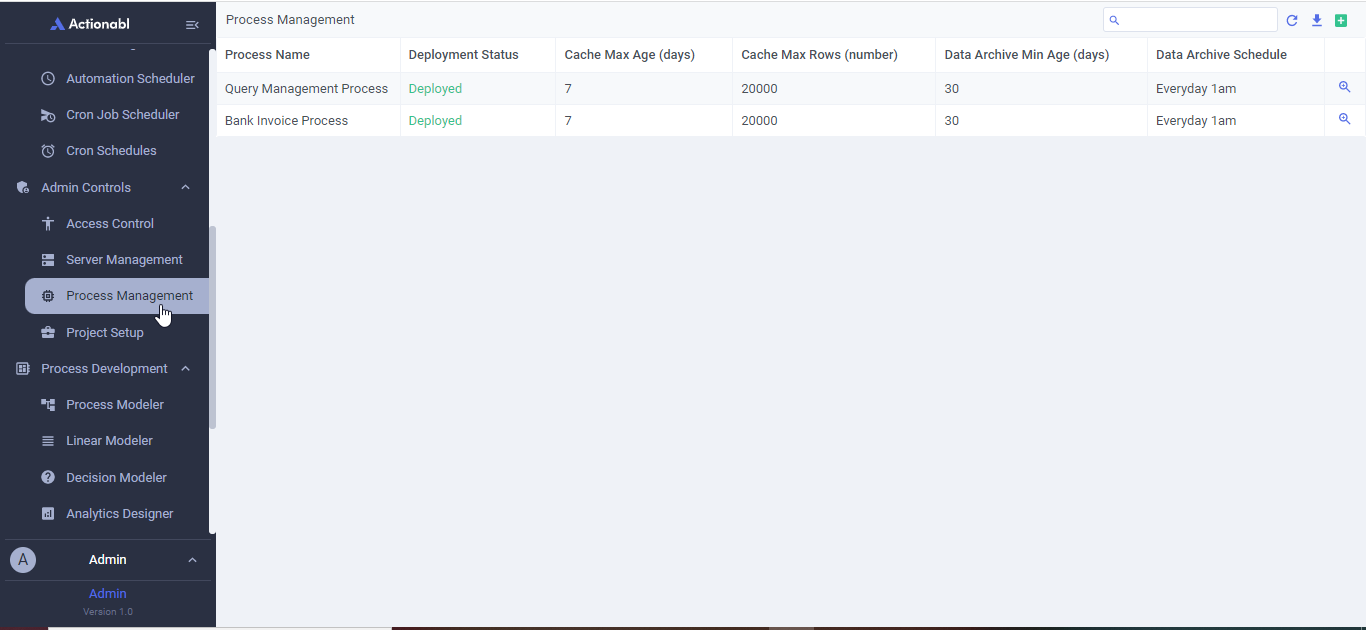 Actionabl
Automation Scheduler
Cron Job Scheduler
Cron Schedules
Admin Controls
Access Control
Server Management
Process Management
Project Setup
Process Development
Process Modeler
Linear Modeler
Decision Modeler
Analytics Designer
A Admin
Admin
Version 1.0
Process Management
Process Name Deployment Status Cache Max Age (days) Cache Max Rows (number) Data Archive Min Age (days) Data Archive Schedule
Query Management Process Deployed 7 20000 30 Everyday 1am
Bank Invoice Process Deployed 7 20000 30 Everyday 1am